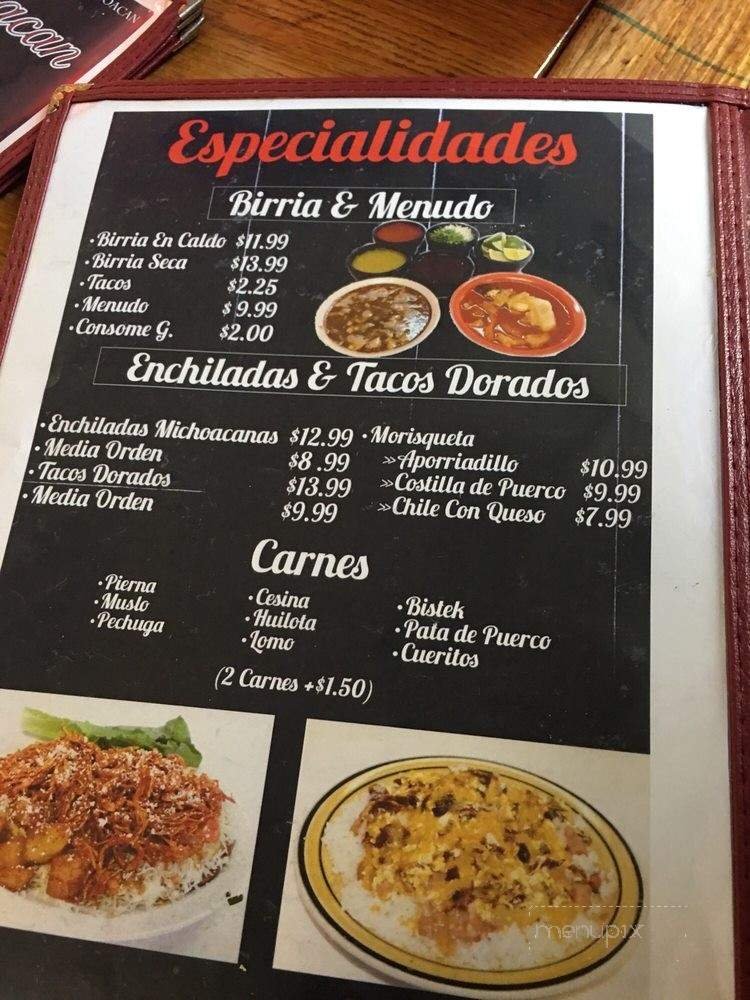 OACAN
acan
Especialidades
Birria & Menudo
• Birria En Caldo $11.99
• Birria Seca $13.99
• Tacos $2.25
• Menudo $ 9.99
• Consome G. $2.00
Enchiladas & Tacos Dorados
• Enchiladas Michoacanas $12.99
• Media Orden $8 .99
• Tacos Dorados $13.99
• Media Orden $9.99
• Morisqueta
» Aporriadillo $10.99
» Costilla de Puerco $9.99
» Chile Con Queso $7.99
Carnes
• Pierna
• Muslo
• Pechuga
• Cesina
• Huilota
• Lomo
• Bistek
• Pata de Puerco
• Cueritos
(2 Carnes +$1.50)
menupix